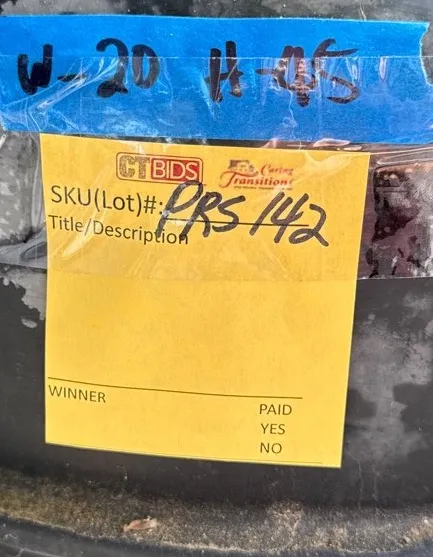 W-20 H-45
CTBIDS Caring
Transitions
SKU(Lot)#: PRS 142
Title/Description
WINNER
PAID
YES
NO